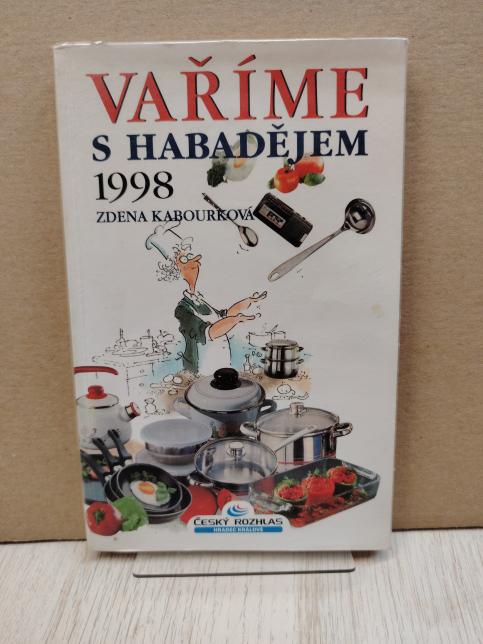 VAŘÍME
S HABADĚJEM
1998
ZDENA KABOURKOVÁ
ČESKÝ ROZHLAS
HRADEC KRÁLOVÉ